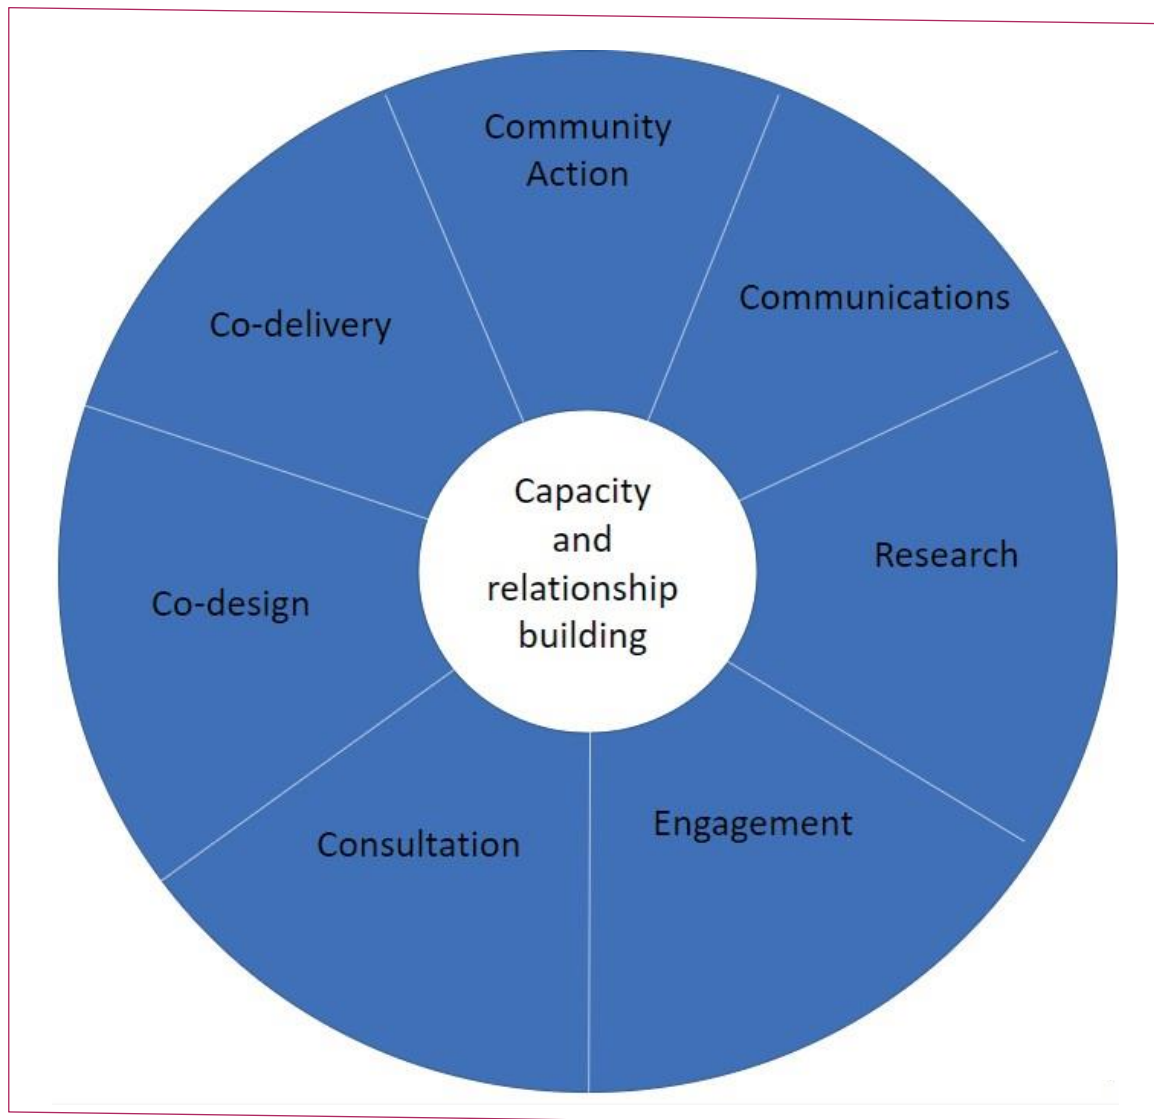 Community
Action
Communications
Research
Engagement
Consultation
Co-design
Co-delivery
Capacity
and
relationship
building